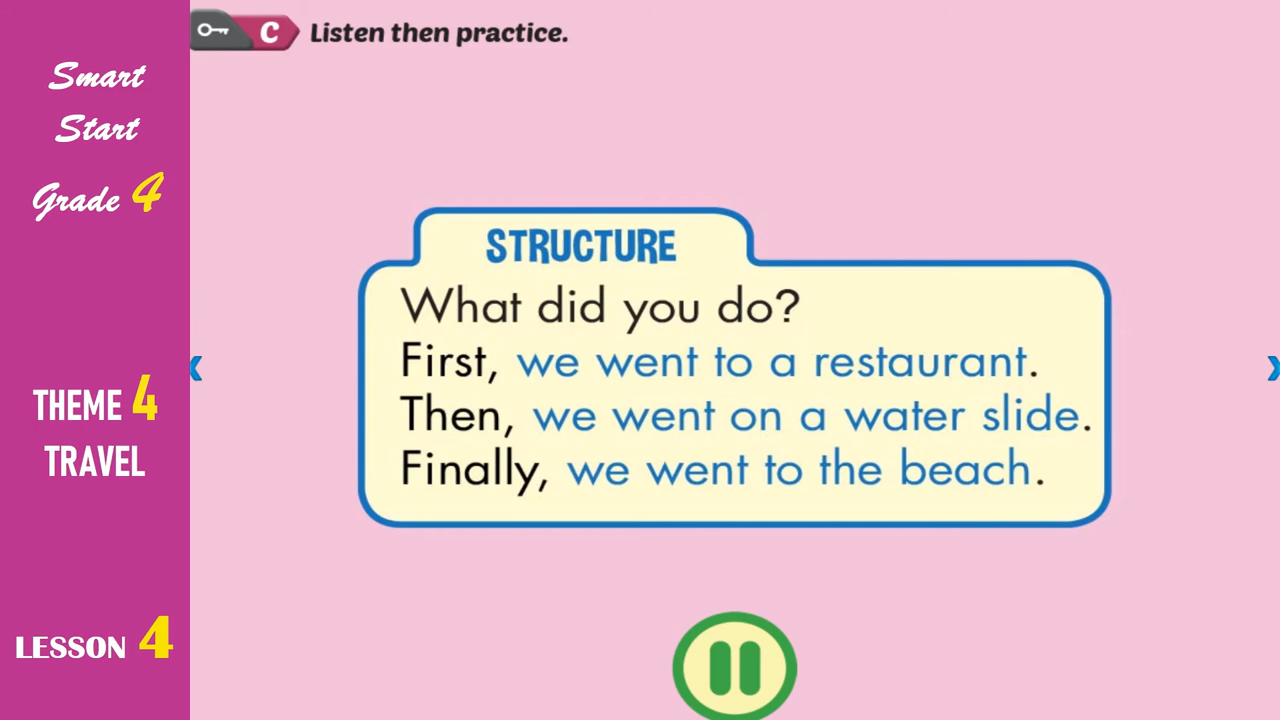 Smart
Start
Grade 4
THEME 4
TRAVEL
LESSON 4
C Listen then practice.
STRUCTURE
What did you do?
First, we went to a restaurant.
Then, we went on a water slide.
Finally, we went to the beach.